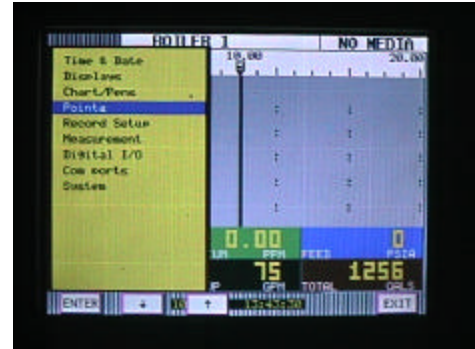 BOILER 1
NO MEDIA
Time & Date
Displays
Chart/Pens
Points
Record Setup
Measurement
Digital I/O
Com ports
System
10.00
20.00
0.00
PPM
FEED
0
PSIA
75
GPM
TOTAL
1256
GALS
ENTER
↓
↑
EXIT